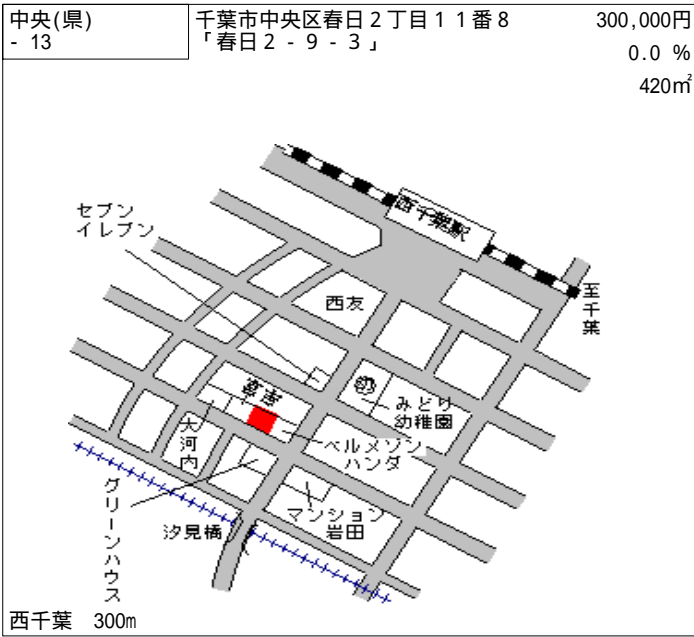 中央(県)
- 13
千葉市中央区春日２丁目１１番８
「春日２－９－３」
300,000円
0.0 %
420㎡
セブン
イレブン
西千葉駅
至千葉
西友
みどり
幼稚園
大河内
ベルメゾン
ハンダ
グリーンハウス
汐見橋
マンション
岩田
西千葉 300m